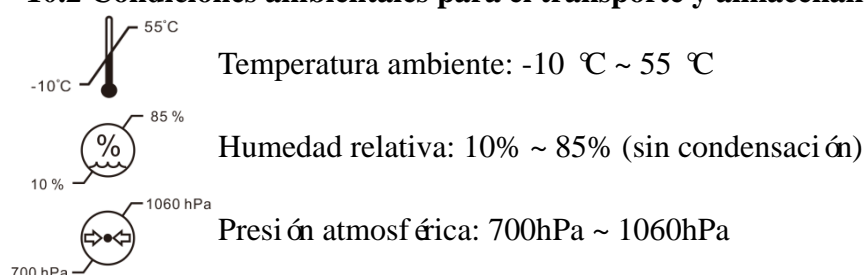 10.2 Condiciones ambientales para el transporte y almacenam
55°C
-10°C
Temperatura ambiente: -10 ℃ ~ 55 ℃
85 %
%
10 %
Humedad relativa: 10% ~ 85% (sin condensación)
1060 hPa
700 hPa
Presión atmosférica: 700hPa ~ 1060hPa